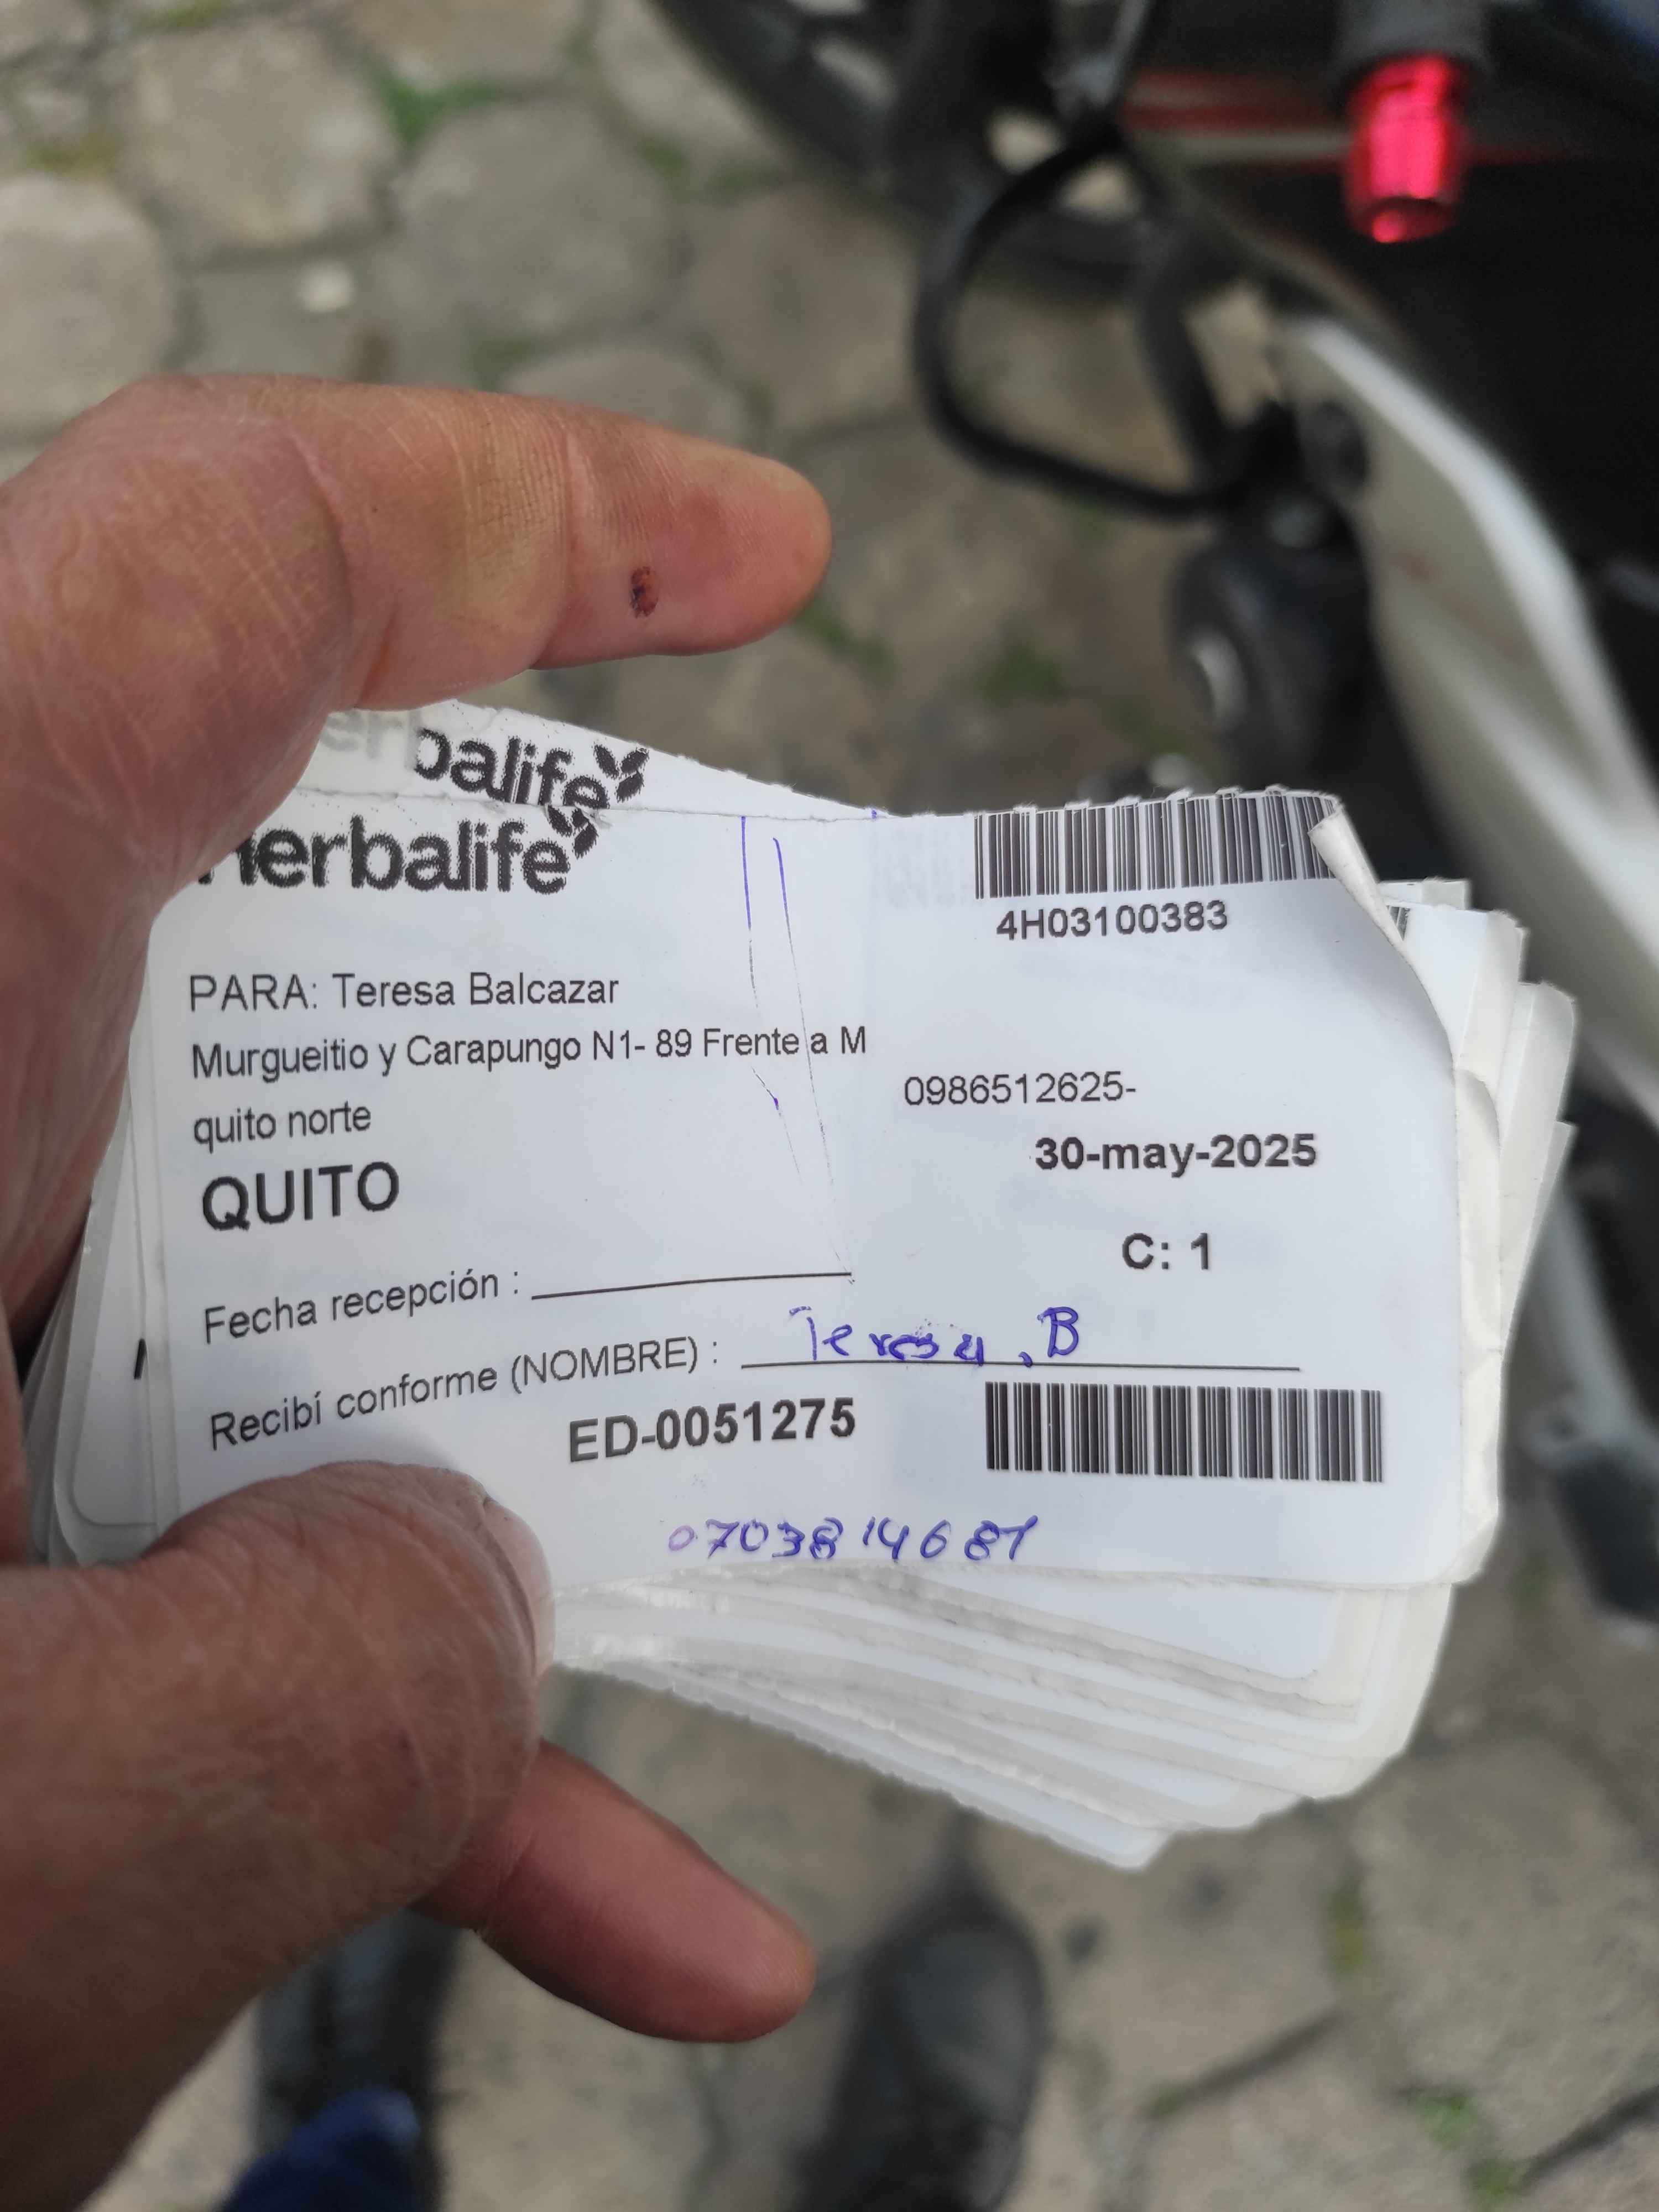 balife
herbalife
4H03100383
PARA: Teresa Balcazar
Murgueitio y Carapungo N1- 89 Frente a M
0986512625-
quito norte
30-may-2025
QUITO
C: 1
Fecha recepción :
Recibí conforme (NOMBRE) : Teresa .B
ED-0051275
0703814681